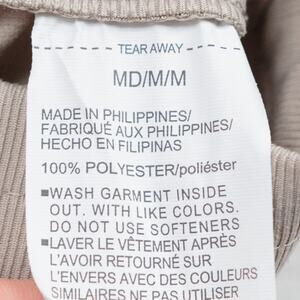 TEAR AWAY
MD/M/M
MADE IN PHILIPPINES/
FABRIQUÉ AUX PHILIPPINES/
HECHO EN FILIPINAS
100% POLYESTER/poliéster
■WASH GARMENT INSIDE
OUT. WITH LIKE COLORS.
DO NOT USE SOFTENERS
■LAVER LE VÊTEMENT APRÈS
L'AVOIR RETOURNÉ SUR
L'ENVERS AVEC DES COULEURS
SIMILAIRES NE PAS UTILISER